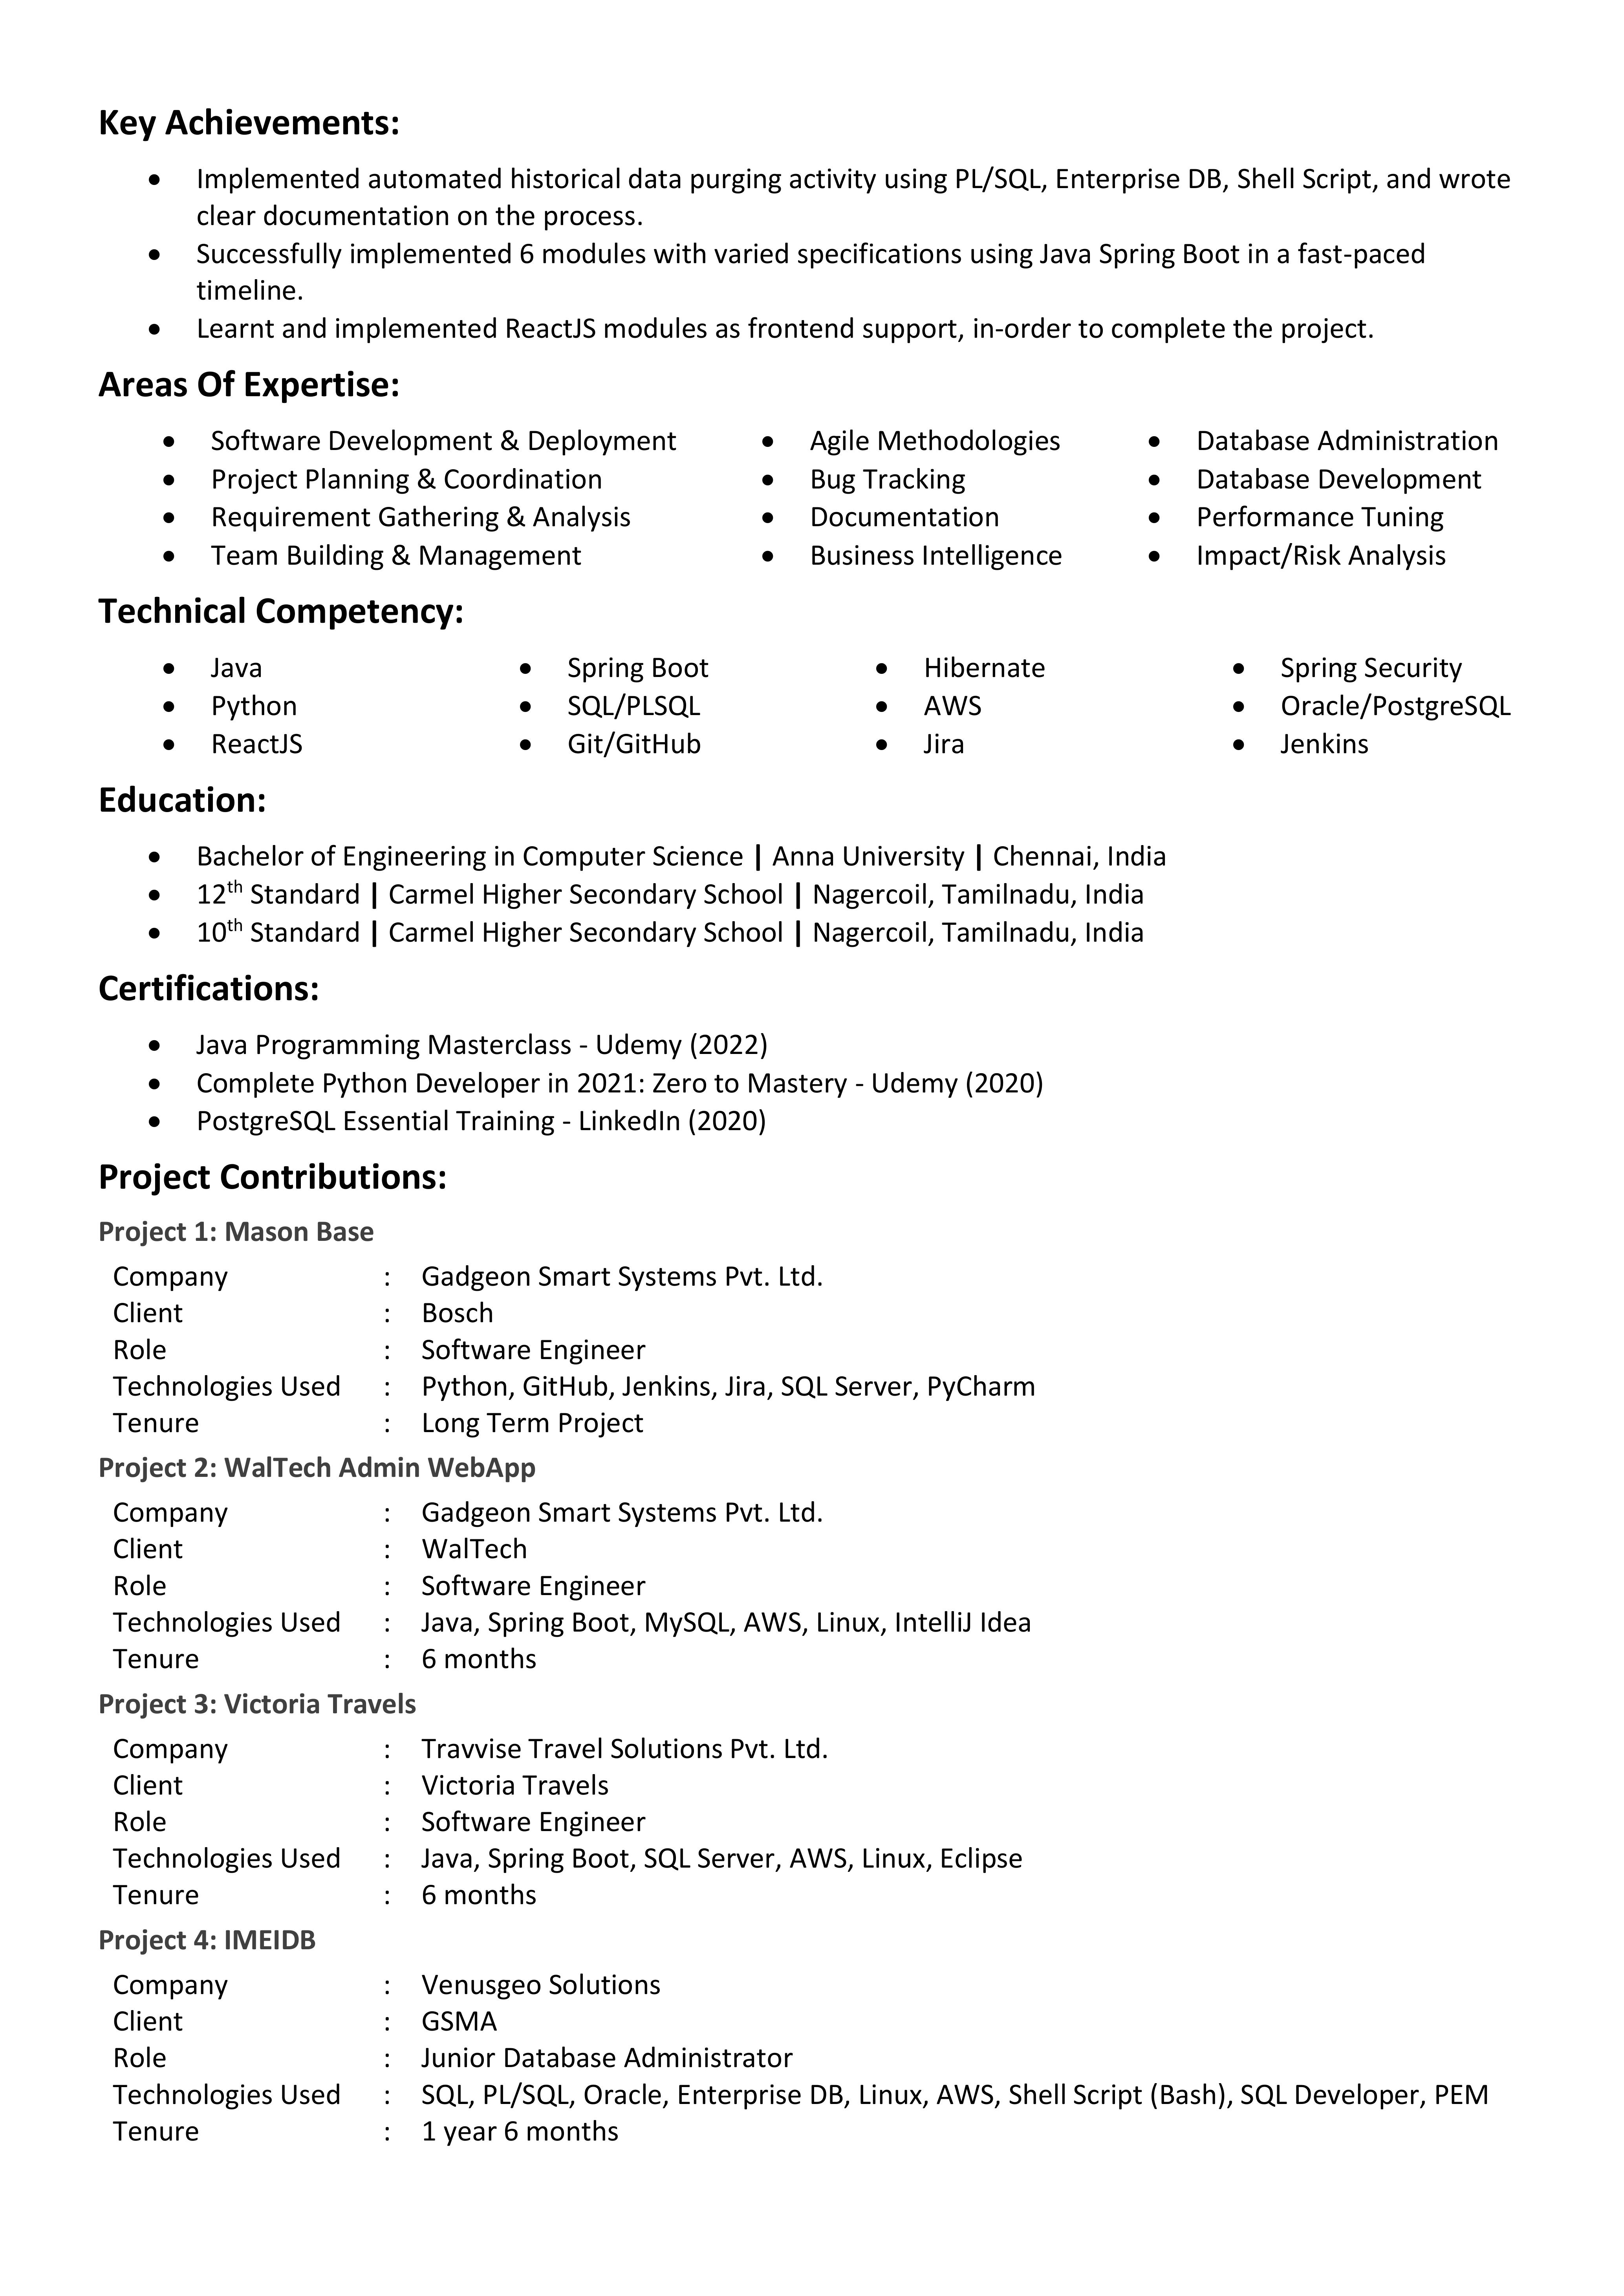 Key Achievements:
• Implemented automated historical data purging activity using PL/SQL, Enterprise DB, Shell Script, and wrote
clear documentation on the process.
• Successfully implemented 6 modules with varied specifications using Java Spring Boot in a fast-paced
timeline.
• Learnt and implemented ReactJS modules as frontend support, in-order to complete the project.
Areas Of Expertise:
• Software Development & Deployment • Agile Methodologies • Database Administration
• Project Planning & Coordination • Bug Tracking • Database Development
• Requirement Gathering & Analysis • Documentation • Performance Tuning
• Team Building & Management • Business Intelligence • Impact/Risk Analysis
Technical Competency:
• Java • Spring Boot • Hibernate • Spring Security
• Python • SQL/PLSQL • AWS • Oracle/PostgreSQL
• ReactJS • Git/GitHub • Jira • Jenkins
Education:
• Bachelor of Engineering in Computer Science | Anna University | Chennai, India
• 12th Standard | Carmel Higher Secondary School | Nagercoil, Tamilnadu, India
• 10th Standard | Carmel Higher Secondary School | Nagercoil, Tamilnadu, India
Certifications:
• Java Programming Masterclass - Udemy (2022)
• Complete Python Developer in 2021: Zero to Mastery - Udemy (2020)
• PostgreSQL Essential Training - LinkedIn (2020)
Project Contributions:
Project 1: Mason Base
Company : Gadgeon Smart Systems Pvt. Ltd.
Client : Bosch
Role : Software Engineer
Technologies Used : Python, GitHub, Jenkins, Jira, SQL Server, PyCharm
Tenure : Long Term Project
Project 2: WalTech Admin WebApp
Company : Gadgeon Smart Systems Pvt. Ltd.
Client : WalTech
Role : Software Engineer
Technologies Used : Java, Spring Boot, MySQL, AWS, Linux, IntelliJ Idea
Tenure : 6 months
Project 3: Victoria Travels
Company : Travvise Travel Solutions Pvt. Ltd.
Client : Victoria Travels
Role : Software Engineer
Technologies Used : Java, Spring Boot, SQL Server, AWS, Linux, Eclipse
Tenure : 6 months
Project 4: IMEIDB
Company : Venusgeo Solutions
Client : GSMA
Role : Junior Database Administrator
Technologies Used : SQL, PL/SQL, Oracle, Enterprise DB, Linux, AWS, Shell Script (Bash), SQL Developer, PEM
Tenure : 1 year 6 months